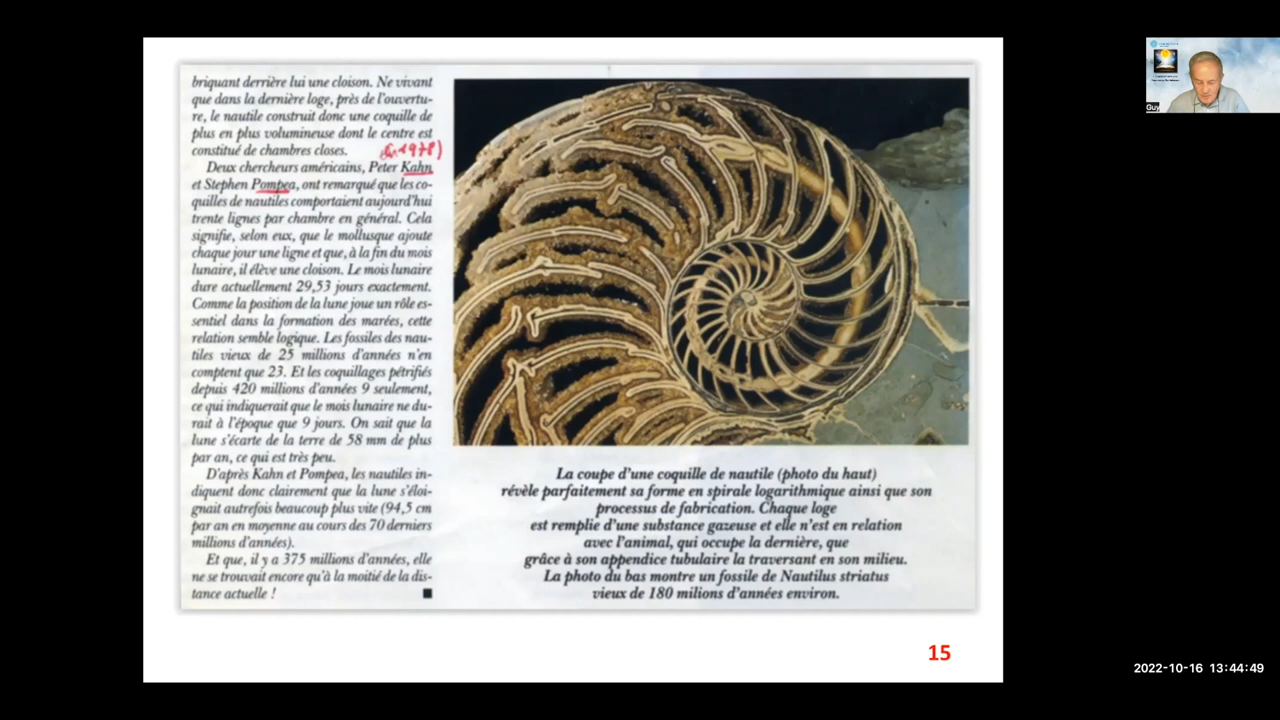 briquant derrière lui une cloison. Ne vivant
que dans la dernière loge, près de l'ouvertu-
re, le nautile construit donc une coquille de
plus en plus volumineuse dont le centre est
constitué de chambres closes.
1978)
Deux chercheurs américains, Peter Kahn
et Stephen Pompea, ont remarqué que les co-
quilles de nautiles comportaient aujourd'hui
trente lignes par chambre en général. Cela
signifie, selon eux, que le mollusque ajoute
chaque jour une ligne et que, à la fin du mois
lunaire, il élève une cloison. Le mois lunaire
dure actuellement 29,53 jours exactement.
Comme la position de la lune joue un rôle es-
sentiel dans la formation des marées, cette
relation semble logique. Les fossiles des nau-
tiles vieux de 25 millions d'années n'en
comptent que 23. Et les coquillages pétrifiés
depuis 420 millions d'années 9 seulement,
ce qui indiquerait que le mois lunaire ne du-
rait à l'époque que 9 jours. On sait que la
lune s'écarte de la terre de 58 mm de plus
par an, ce qui est très peu.
D'après Kahn et Pompea, les nautiles in-
diquent donc clairement que la lune s'éloi-
gnait autrefois beaucoup plus vite (94,5 cm
par an en moyenne au cours des 70 derniers
millions d'années).
Et que, il y a 375 millions d'années, elle
ne se trouvait encore qu'à la moitié de la dis-
tance actuelle !
La coupe d'une coquille de nautile (photo du haut)
révèle parfaitement sa forme en spirale logarithmique ainsi que son
processus de fabrication. Chaque loge
est remplie d'une substance gazeuse et elle n'est en relation
avec l'animal, qui occupe la dernière, que
grâce à son appendice tubulaire la traversant en son milieu.
La photo du bas montre un fossile de Nautilus striatus
vieux de 180 milions d'années environ.
15
Guy
2022-10-16 13:44:49